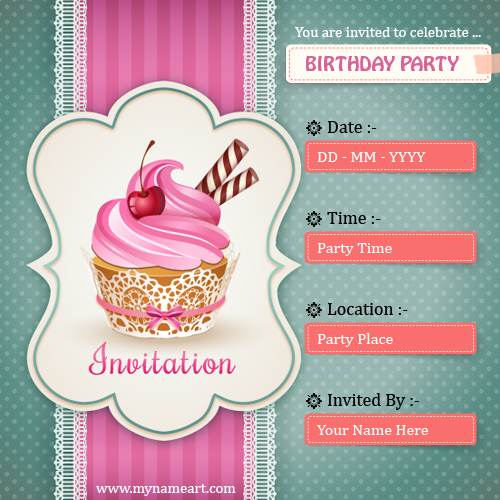 You are invited to celebrate ...
BIRTHDAY PARTY
Date :-
DD - MM - YYYY
Time :-
Party Time
Location :-
Party Place
Invited By :-
Your Name Here
Invitation
www.mynameart.com